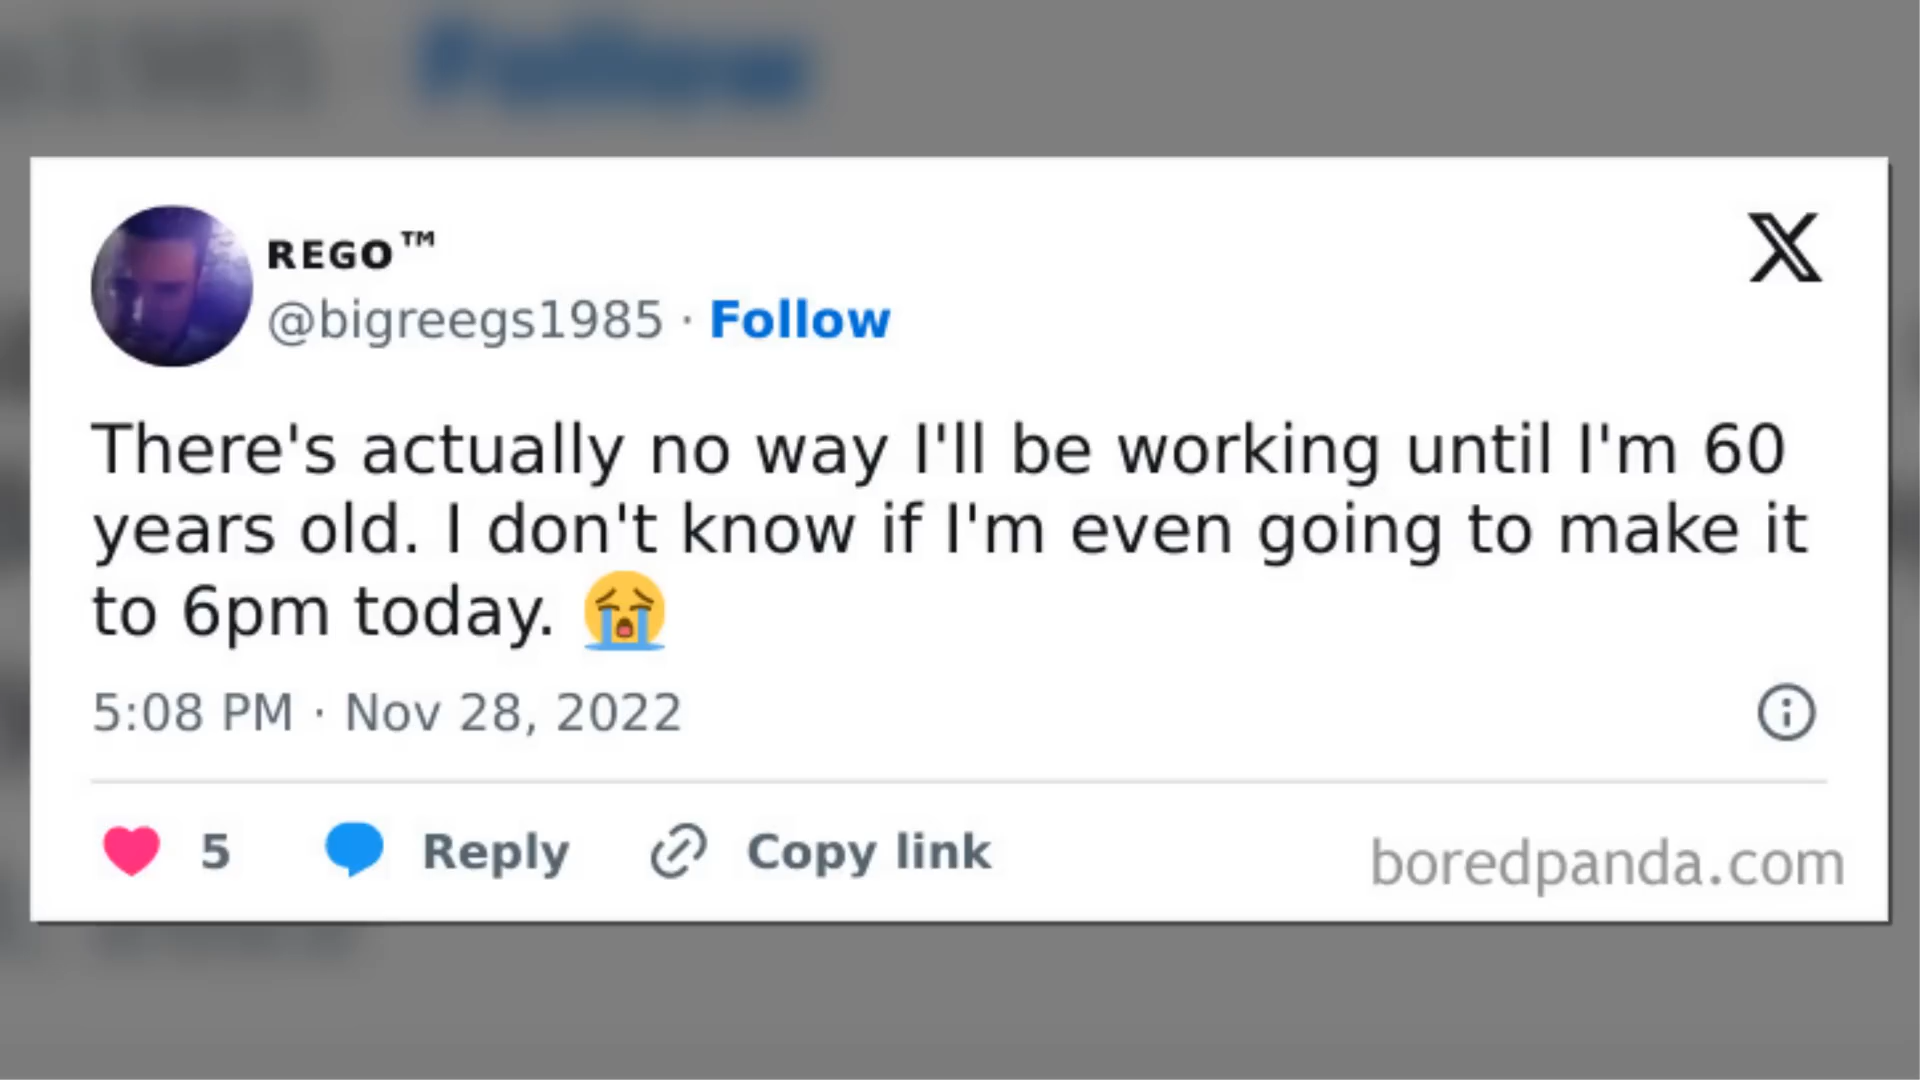 Follow
REGO™
@bigreegs1985 · Follow
There's actually no way I'll be working until I'm 60
years old. I don't know if I'm even going to make it
to 6pm today. 😭
5:08 PM · Nov 28, 2022
5 Reply Copy link
boredpanda.com